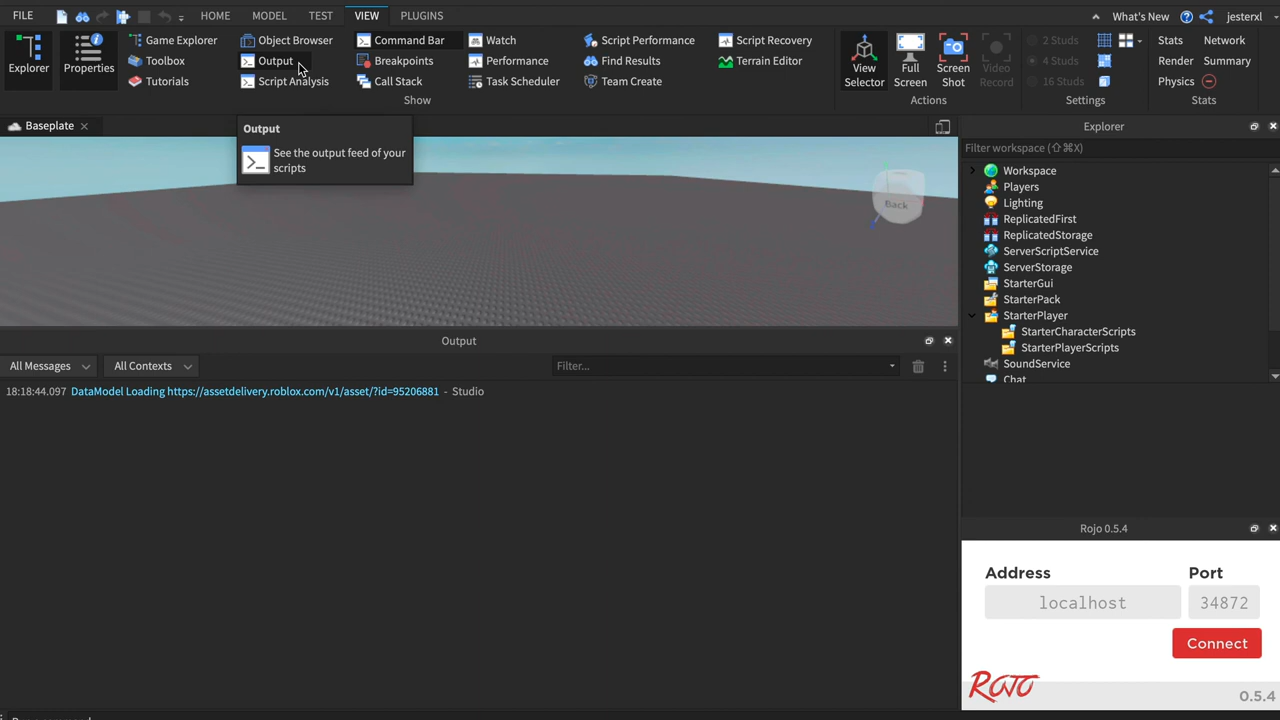 FILE HOME MODEL TEST VIEW PLUGINS What's New jesterxl
Explorer
Properties
Game Explorer
Toolbox
Tutorials
Object Browser
Output
Script Analysis
Command Bar
Breakpoints
Call Stack
Watch
Performance
Task Scheduler
Script Performance
Find Results
Team Create
Script Recovery
Terrain Editor
Show
View
Selector
Full
Screen
Screen
Shot
Video
Record
Actions
2 Studs
4 Studs
16 Studs
Settings
Stats Network
Render Summary
Physics
Stats
Baseplate
Output
See the output feed of your
scripts
Back
Explorer
Filter workspace (⇧⌘X)
Workspace
Players
Lighting
ReplicatedFirst
ReplicatedStorage
ServerScriptService
ServerStorage
StarterGui
StarterPack
StarterPlayer
StarterCharacterScripts
StarterPlayerScripts
SoundService
Chat
Output
All Messages All Contexts Filter...
18:18:44.097 DataModel Loading https://assetdelivery.roblox.com/v1/asset/?id=95206881 - Studio
Rojo 0.5.4
Address Port
localhost 34872
Connect
ROJO 0.5.4